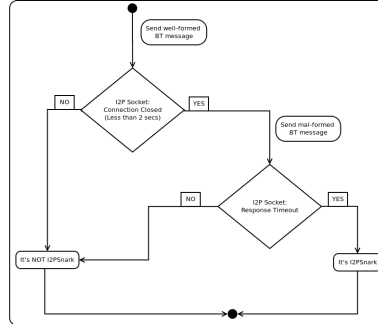 Send well-formed
BT message
I2P Socket:
Connection Closed
(Less than 2 secs)
NO
YES
Send mal-formed
BT message
I2P Socket:
Response Timeout
NO
YES
It's NOT I2PSnark
It's I2PSnark